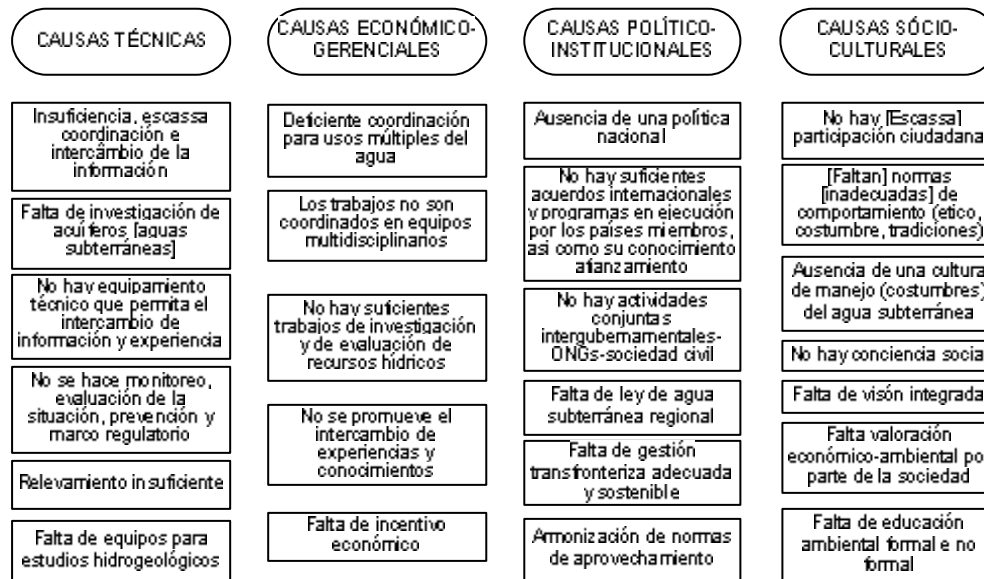 CAUSAS TÉCNICAS
Insuficiencia, escassa
coordinación e
intercâmbio de la
información
Falta de investigación de
acuíferos [aguas
subterráneas]
No hay equipamiento
técnico que permita el
intercambio de
información y experiencia
No se hace monitoreo,
evaluación de la
situación, prevención y
marco regulatorio
Relevamiento insuficiente
Falta de equipos para
estudios hidrogeológicos
CAUSAS ECONÓMICO-
GERENCIALES
Deficiente coordinación
para usos múltiples del
agua
Los trabajos no son
coordinados en equipos
multidisciplinarios
No hay suficientes
trabajos de investigación
y de evaluación de
recursos hídricos
No se promueve el
intercambio de
experiencias y
conocimientos
Falta de incentivo
económico
CAUSAS POLÍTICO-
INSTITUCIONALES
Ausencia de una política
nacional
No hay suficientes
acuerdos internacionales
y programas en ejecución
por los países miembros,
asi como su conocimiento
afianzamiento
No hay actividades
conjuntas
intergubernamentales-
ONGs-sociedad civil
Falta de ley de agua
subterránea regional
Falta de gestión
transfronteriza adecuada
y sostenible
Armonización de normas
de aprovechamiento
CAUSAS SÓCIO-
CULTURALES
No hay [Escassa]
participación ciudadana
[Faltan] normas
[inadecuadas] de
comportamiento (etico,
costumbre, tradiciones)
Ausencia de una cultura
de manejo (costumbres)
del agua subterránea
No hay conciencia social
Falta de visón integrada
Falta valoración
económico-ambiental por
parte de la sociedad
Falta de educación
ambiental formal e no
formal